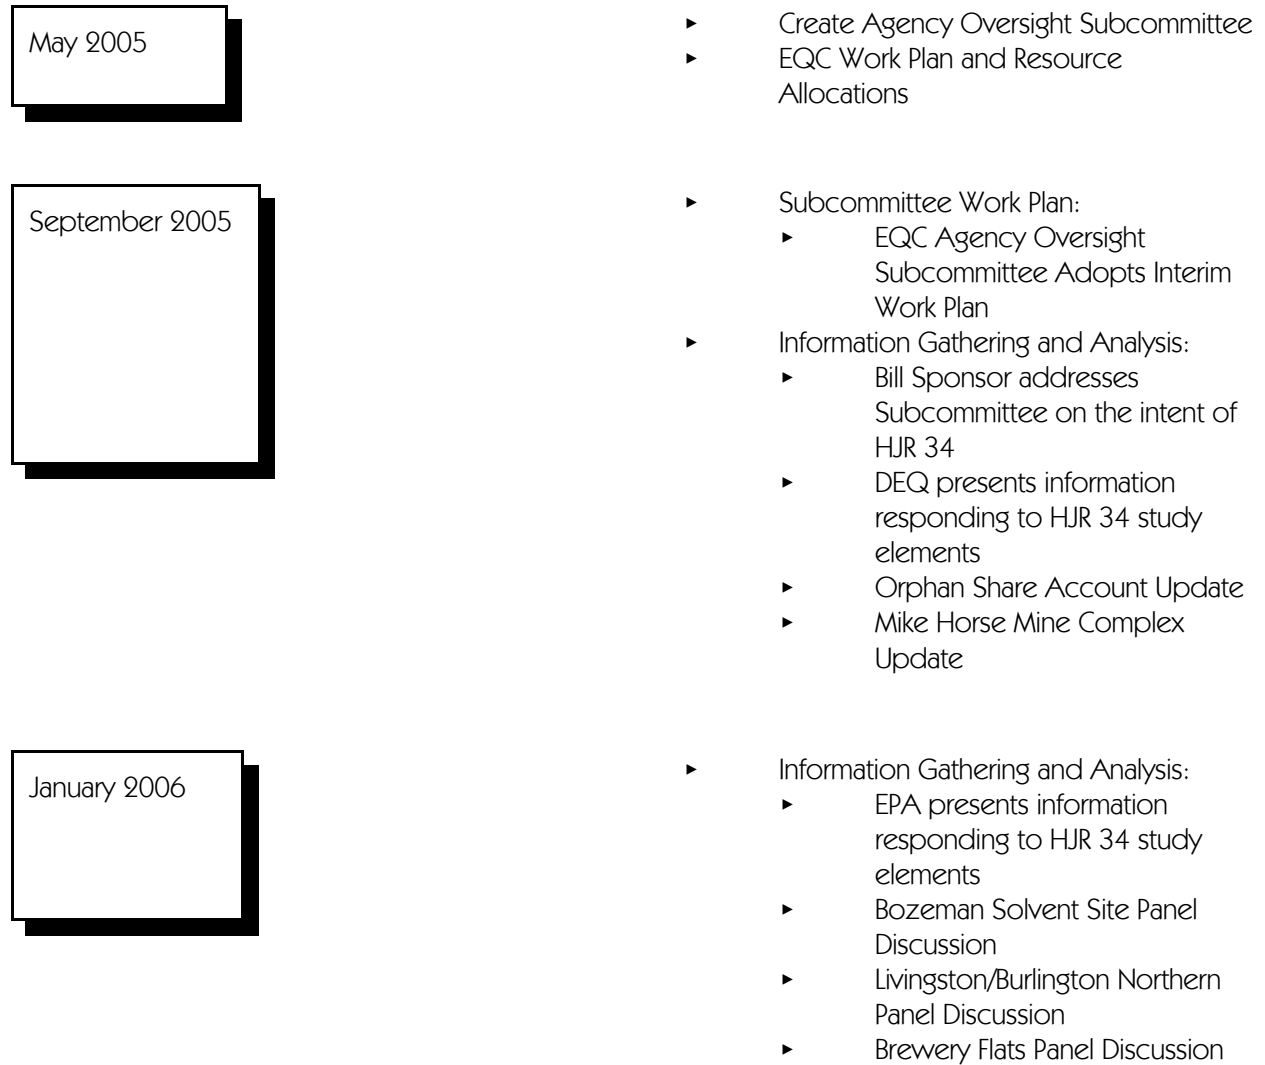 May 2005
▸ Create Agency Oversight Subcommittee
▸ EQC Work Plan and Resource
Allocations
September 2005
▸ Subcommittee Work Plan:
▸ EQC Agency Oversight
Subcommittee Adopts Interim
Work Plan
▸ Information Gathering and Analysis:
▸ Bill Sponsor addresses
Subcommittee on the intent of
HJR 34
▸ DEQ presents information
responding to HJR 34 study
elements
▸ Orphan Share Account Update
▸ Mike Horse Mine Complex
Update
January 2006
▸ Information Gathering and Analysis:
▸ EPA presents information
responding to HJR 34 study
elements
▸ Bozeman Solvent Site Panel
Discussion
▸ Livingston/Burlington Northern
Panel Discussion
▸ Brewery Flats Panel Discussion